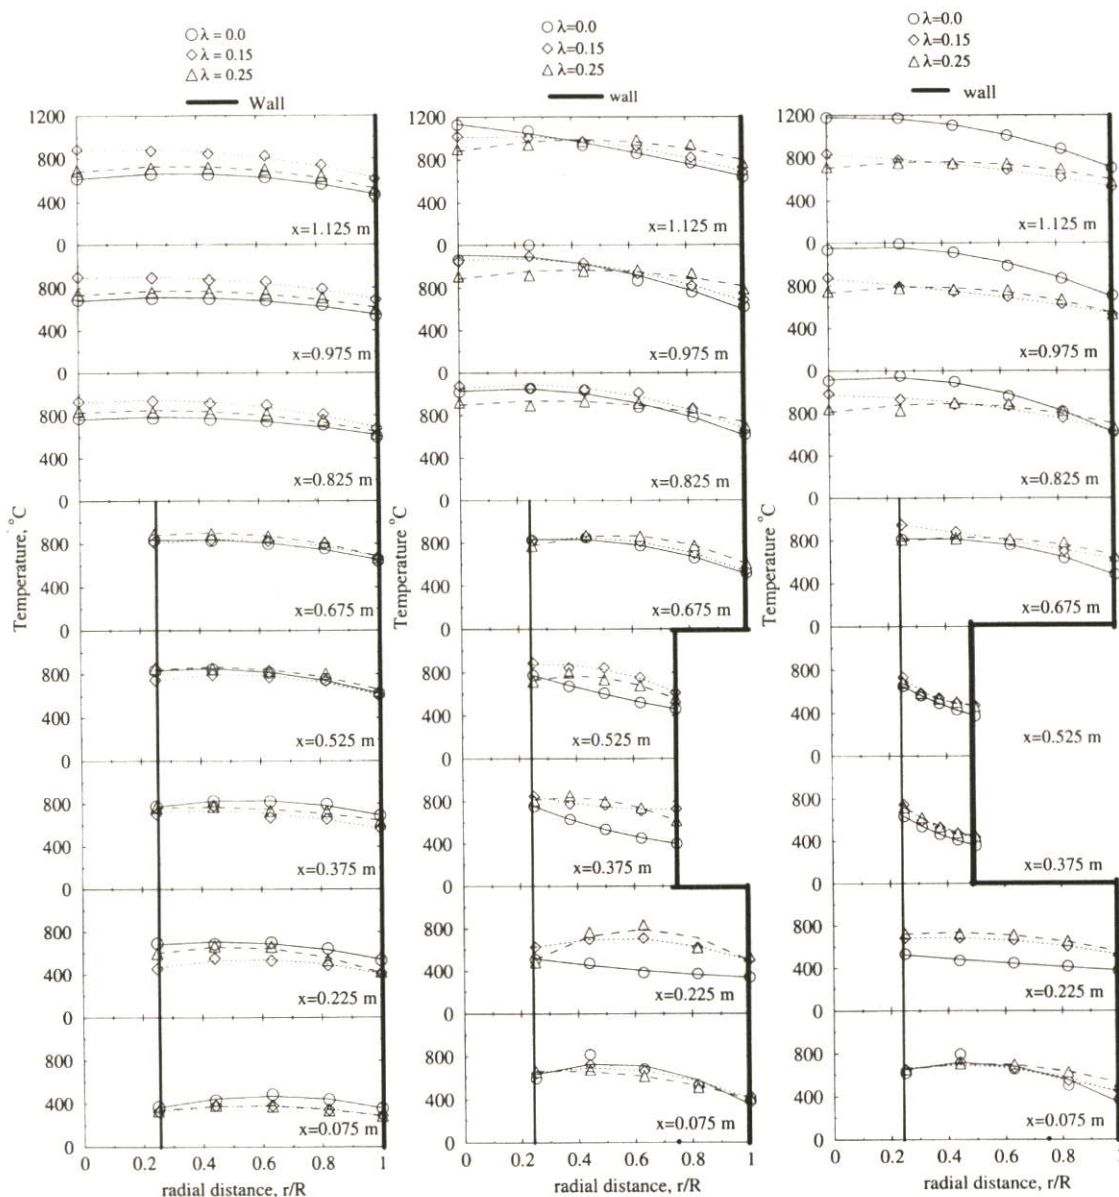 λ = 0.0
λ = 0.15
λ = 0.25
Wall
1200
800
400
0
x=1.125 m
800
400
0
x=0.975 m
800
400
0
x=0.825 m
800
400
0
x=0.675 m
800
400
0
x=0.525 m
800
400
0
x=0.375 m
800
400
0
x=0.225 m
800
400
0
x=0.075 m
Temperature, °C
0 0.2 0.4 0.6 0.8 1
radial distance, r/R
λ=0.0
λ=0.15
λ=0.25
wall
1200
800
400
0
x=1.125 m
800
400
0
x=0.975 m
800
400
0
x=0.825 m
800
400
0
x=0.675 m
800
400
0
x=0.525 m
800
400
0
x=0.375 m
800
400
0
x=0.225 m
800
400
0
x=0.075 m
Temperature °C
0 0.2 0.4 0.6 0.8 1
radial distance, r/R
λ=0.0
λ=0.15
λ=0.25
wall
1200
800
400
0
x=1.125 m
800
400
0
x=0.975 m
800
400
0
x=0.825 m
800
400
0
x=0.675 m
800
400
0
x=0.525 m
800
400
0
x=0.375 m
800
400
0
x=0.225 m
800
400
0
x=0.075 m
Temperature °C
0 0.2 0.4 0.6 0.8 1
radial distance, r/R